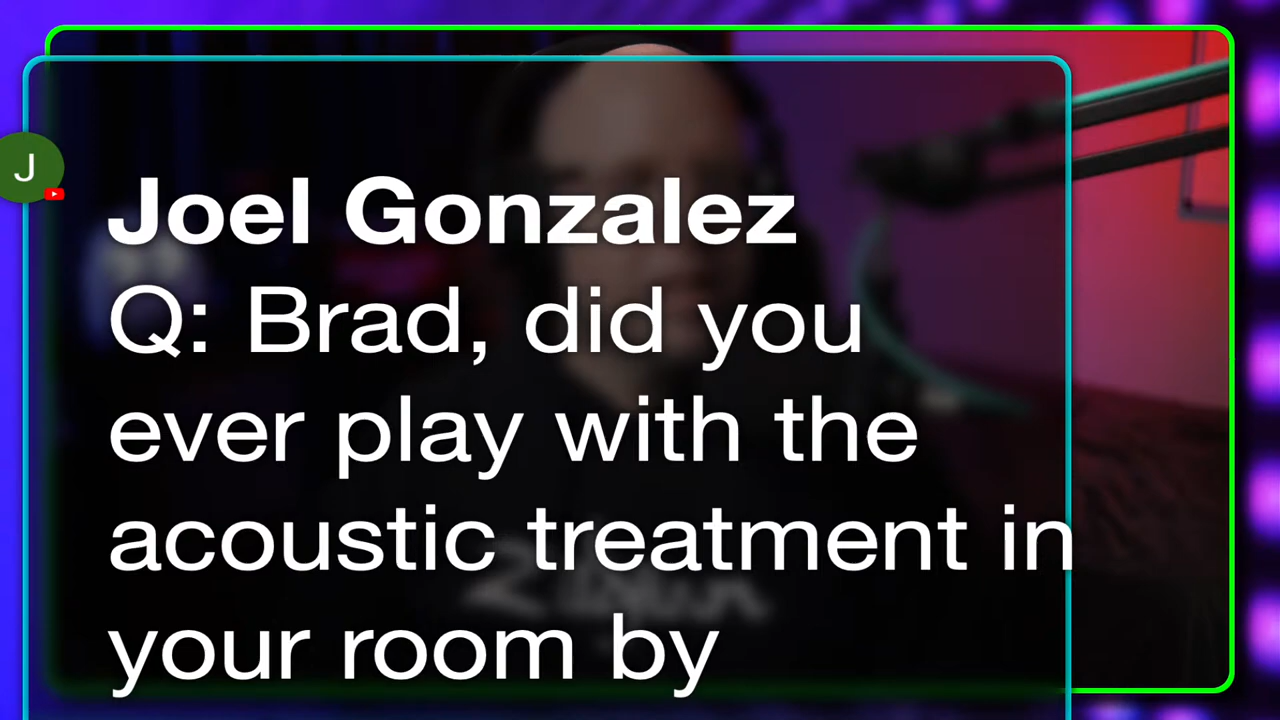 J
Joel Gonzalez
Q: Brad, did you
ever play with the
acoustic treatment in
your room by